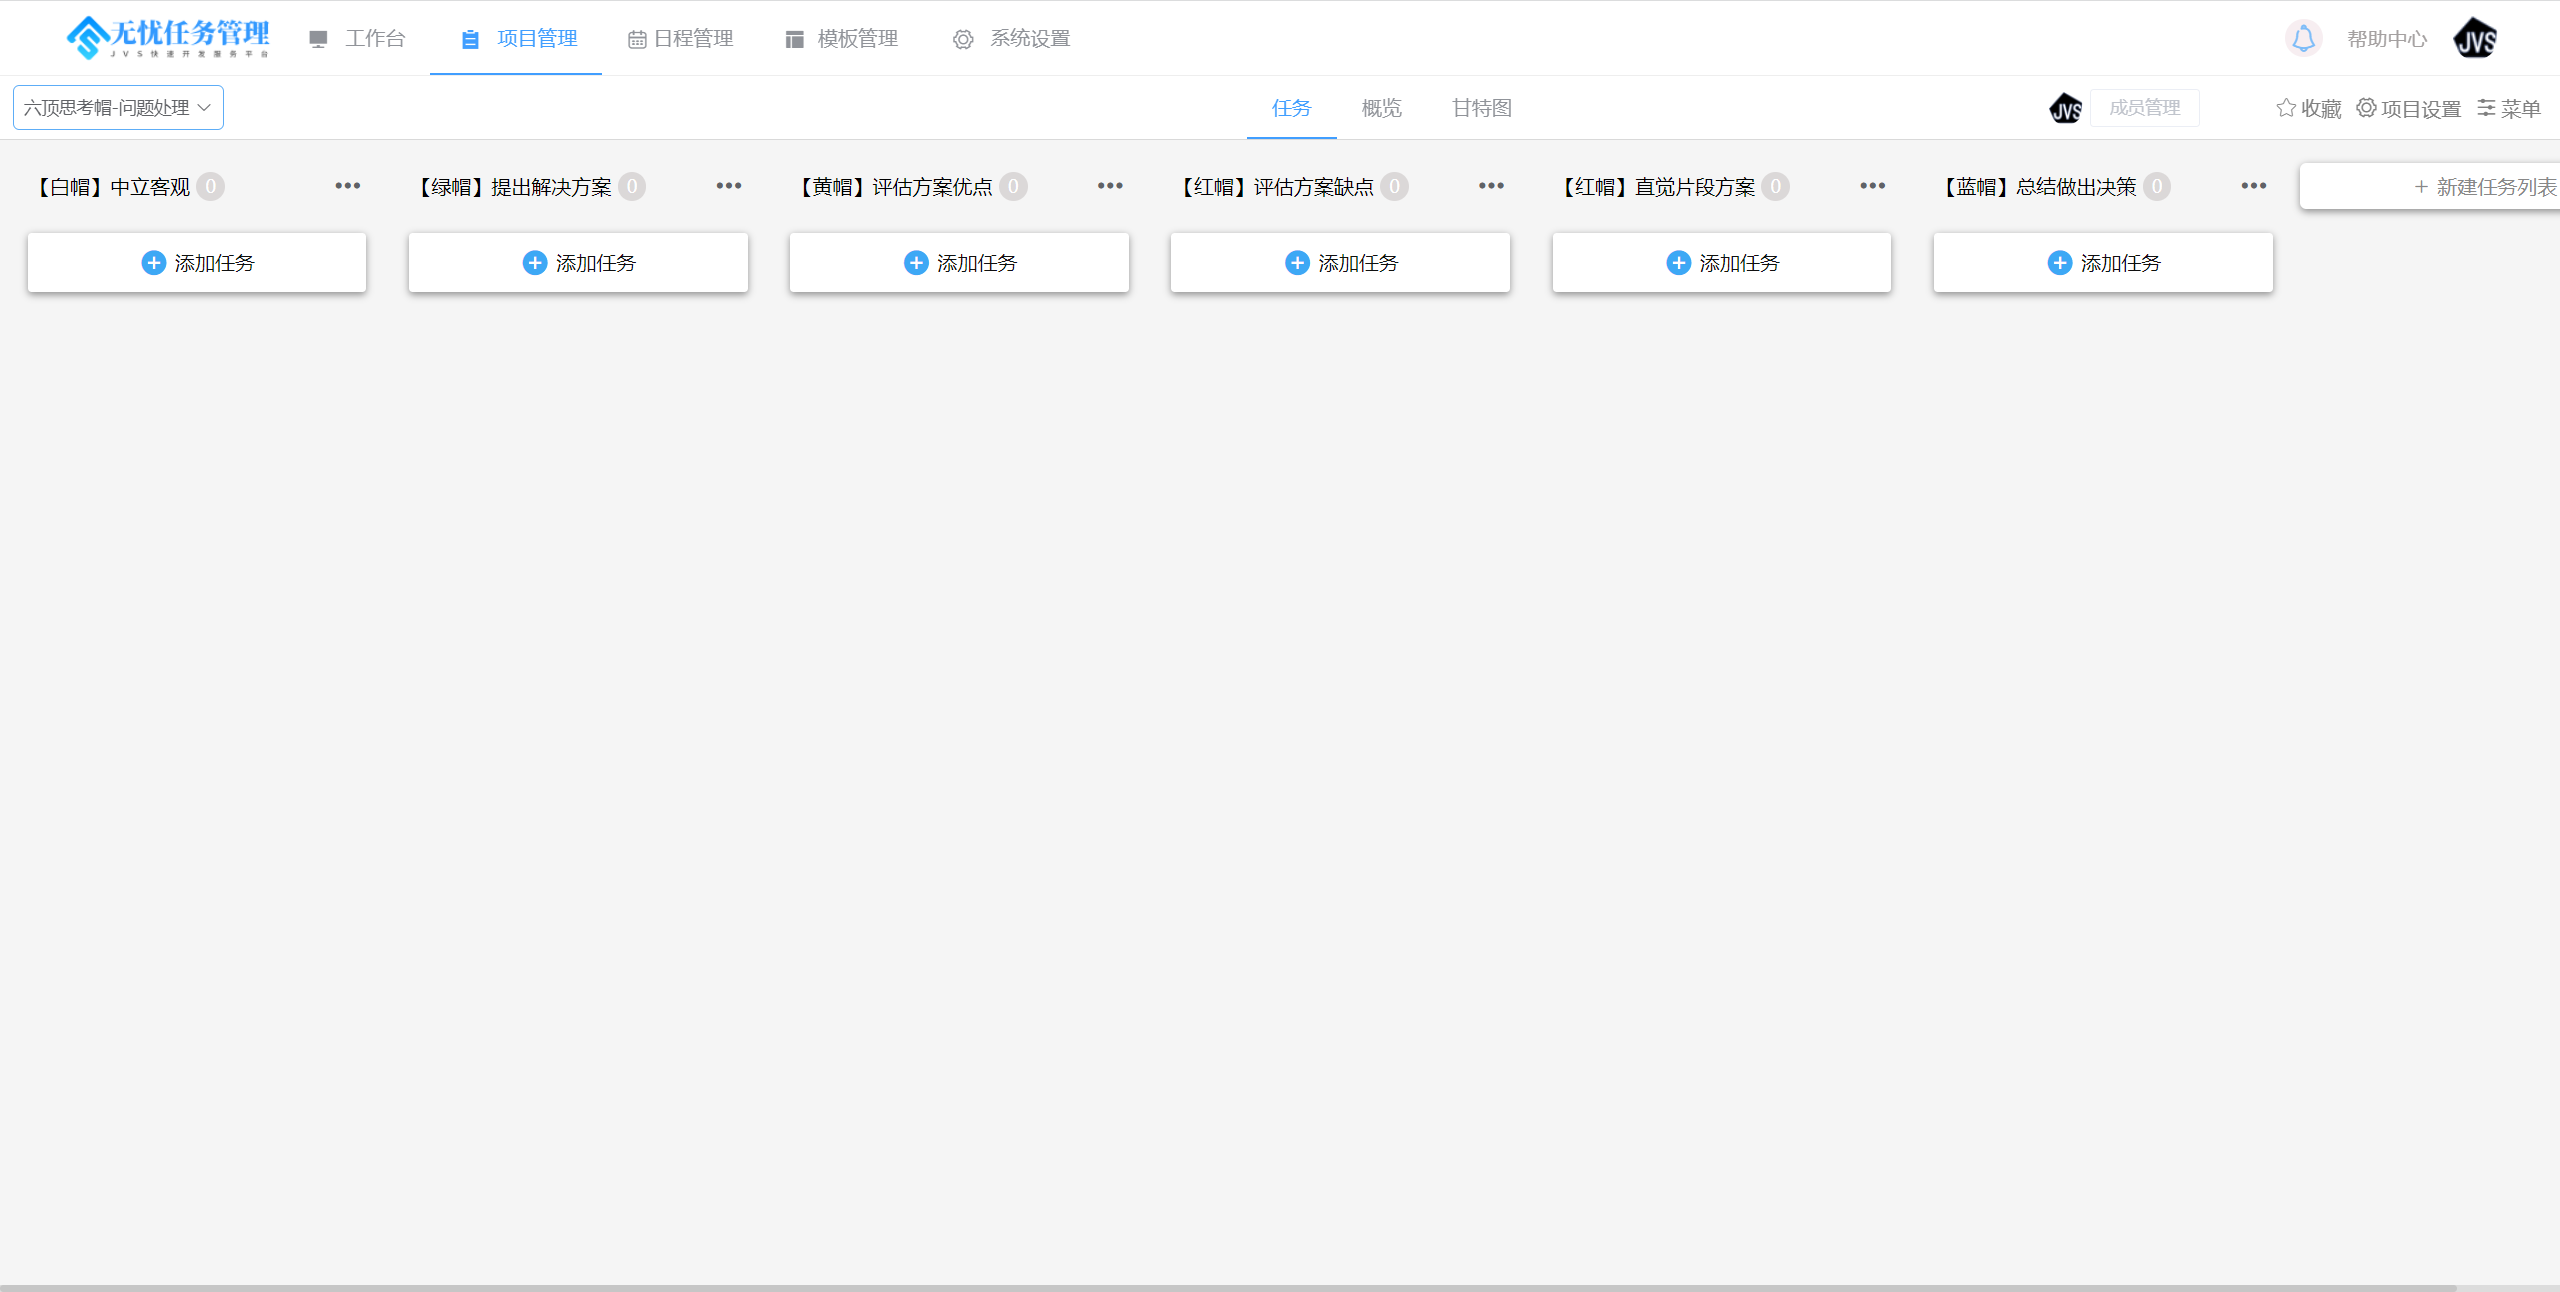 无忧任务管理
JVS快速开发服务平台
工作台
项目管理
日程管理
模板管理
系统设置
帮助中心
JVS
六顶思考帽-问题处理
任务
概览
甘特图
JVS
成员管理
收藏
项目设置
菜单
【白帽】中立客观 0
【绿帽】提出解决方案 0
【黄帽】评估方案优点 0
【红帽】评估方案缺点 0
【红帽】直觉片段方案 0
【蓝帽】总结做出决策 0
+ 新建任务列表
添加任务
添加任务
添加任务
添加任务
添加任务
添加任务